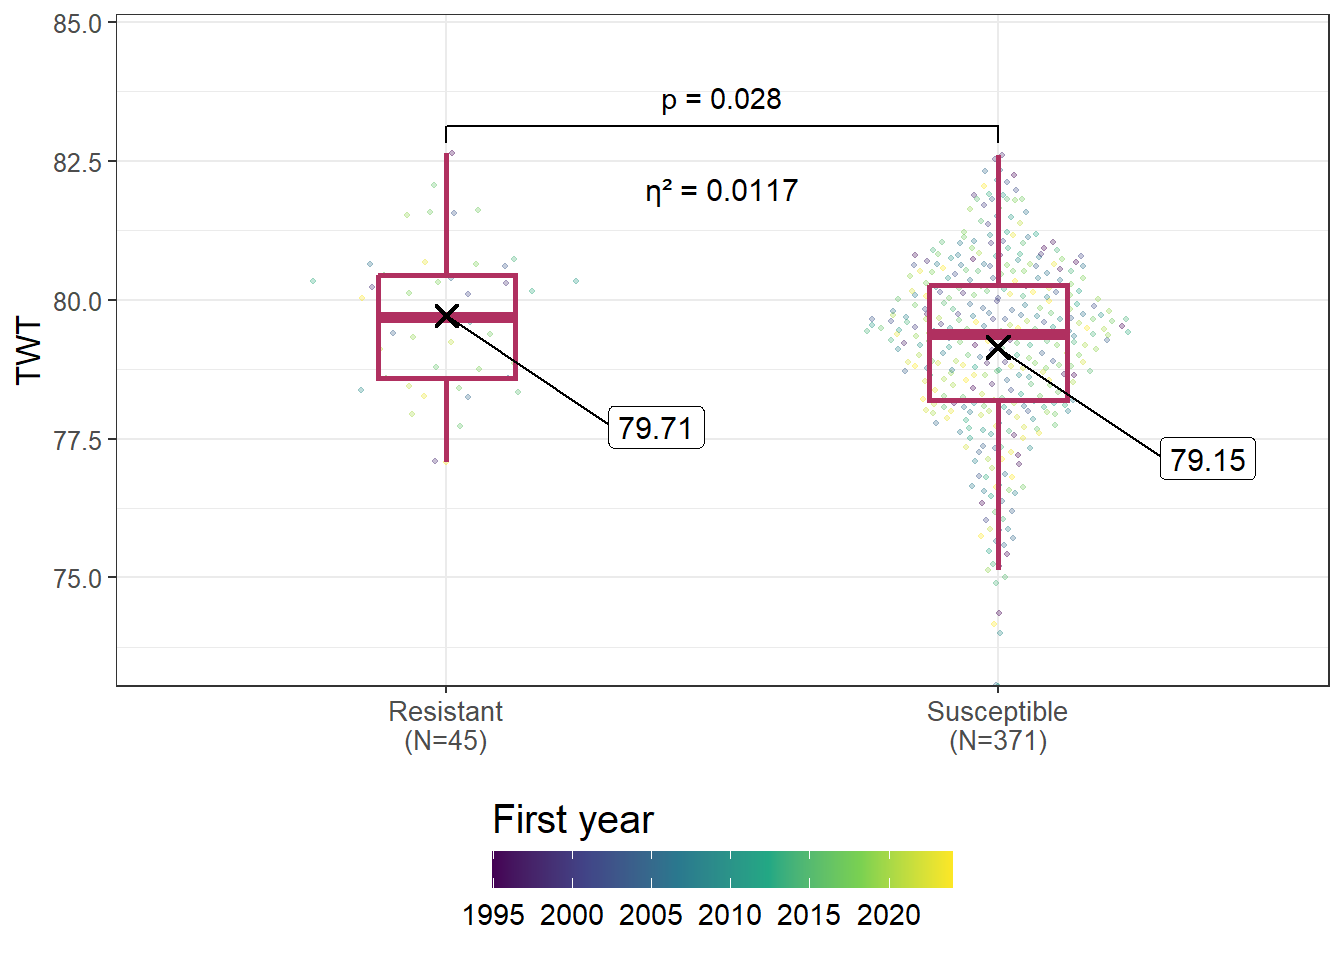 85.0
82.5
80.0
77.5
75.0
TWT
p = 0.028
η² = 0.0117
79.71
79.15
Resistant
(N=45)
Susceptible
(N=371)
First year
1995 2000 2005 2010 2015 2020